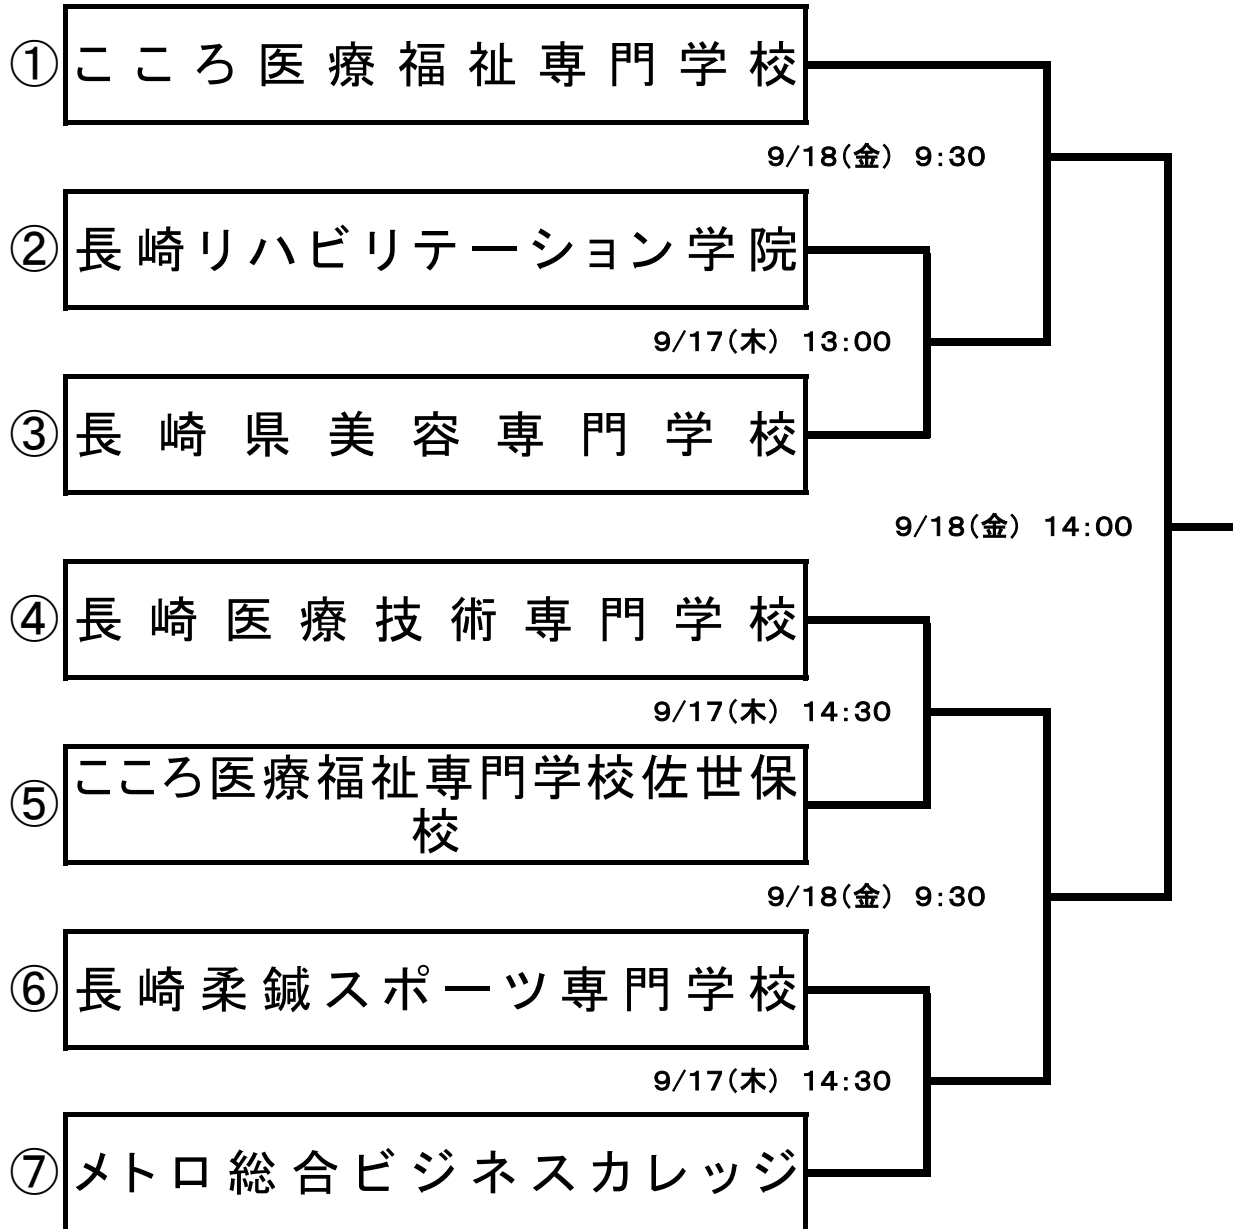 ①こころ医療福祉専門学校
9/18(金) 9:30
②長崎リハビリテーション学院
9/17(木) 13:00
③長崎県美容専門学校
9/18(金) 14:00
④長崎医療技術専門学校
9/17(木) 14:30
⑤こころ医療福祉専門学校佐世保
校
9/18(金) 9:30
⑥長崎柔鍼スポーツ専門学校
9/17(木) 14:30
⑦メトロ総合ビジネスカレッジ